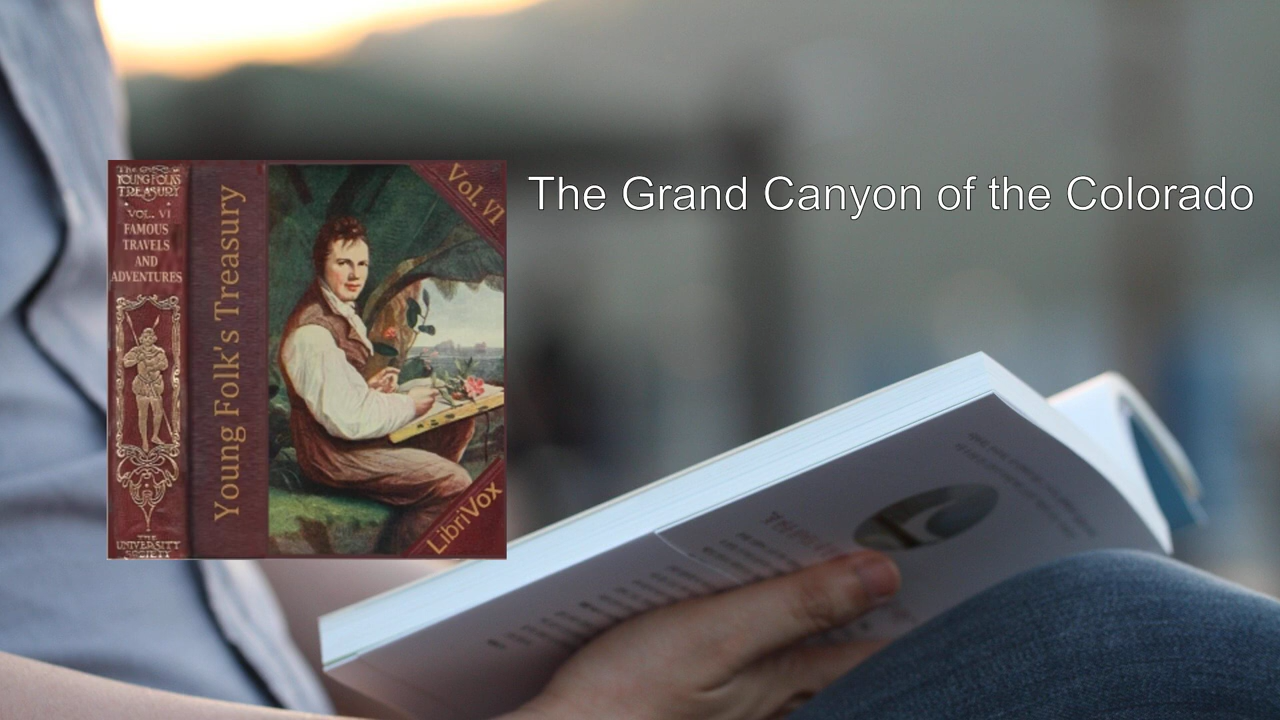 THE
YOUNG FOLKS
TREASURY
VOL. VI
FAMOUS
TRAVELS
AND
ADVENTURES
THE
UNIVERSITY
SOCIETY
Young Folk's Treasury
Vol. VI
LibriVox
The Grand Canyon of the Colorado